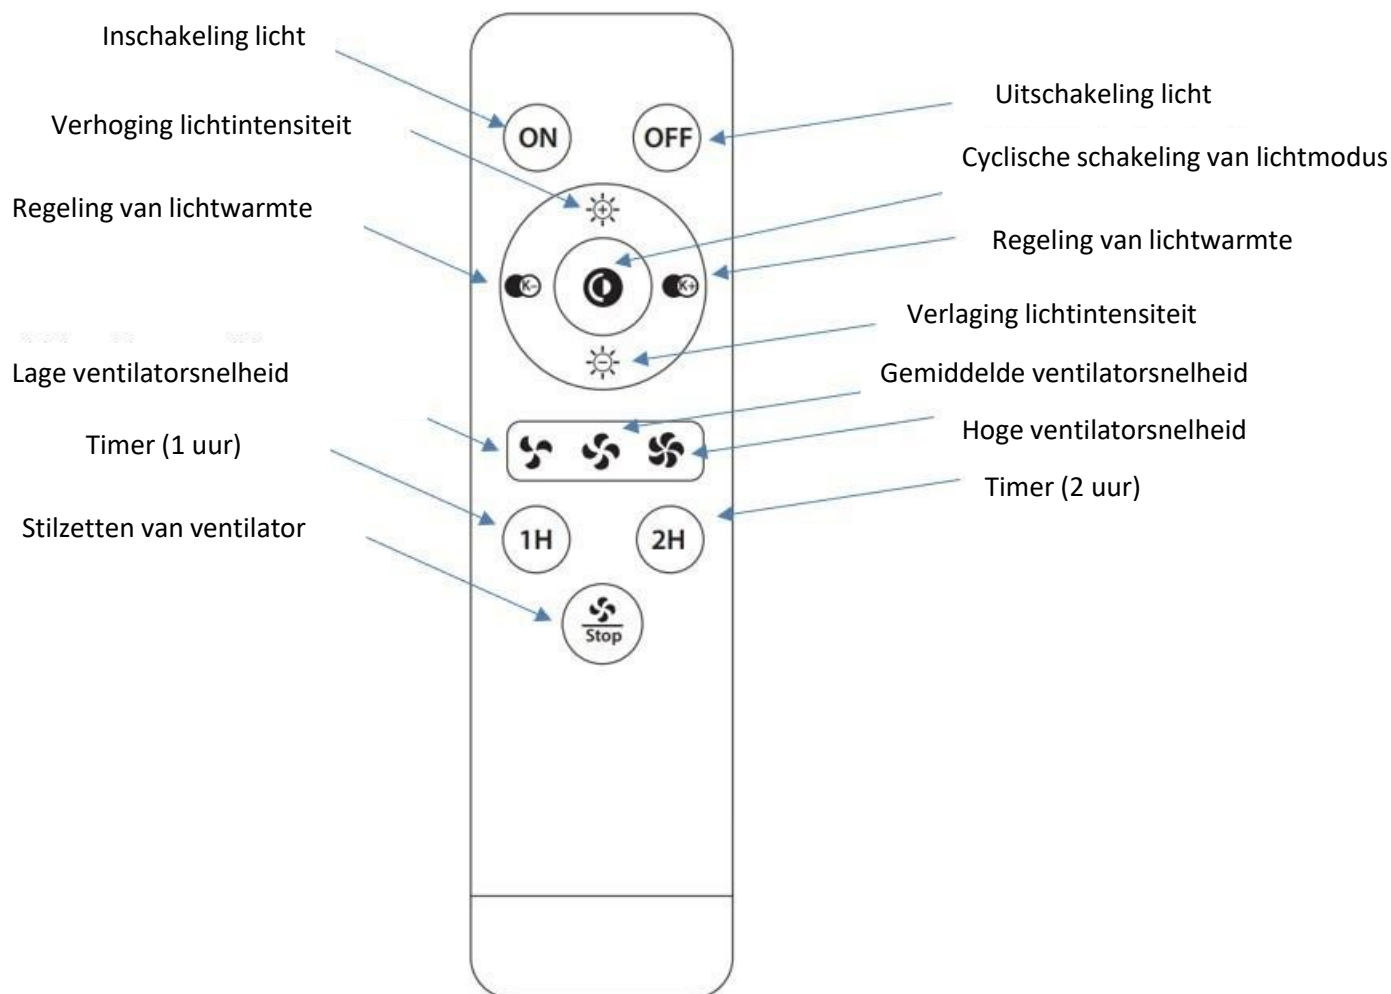 Inschakeling licht
Uitschakeling licht
Verhoging lichtintensiteit
ON
OFF
Cyclische schakeling van lichtmodus
Regeling van lichtwarmte
Regeling van lichtwarmte
K-
K+
Verlaging lichtintensiteit
Lage ventilatorsnelheid
Gemiddelde ventilatorsnelheid
Hoge ventilatorsnelheid
Timer (1 uur)
Timer (2 uur)
Stilzetten van ventilator
1H
2H
Stop